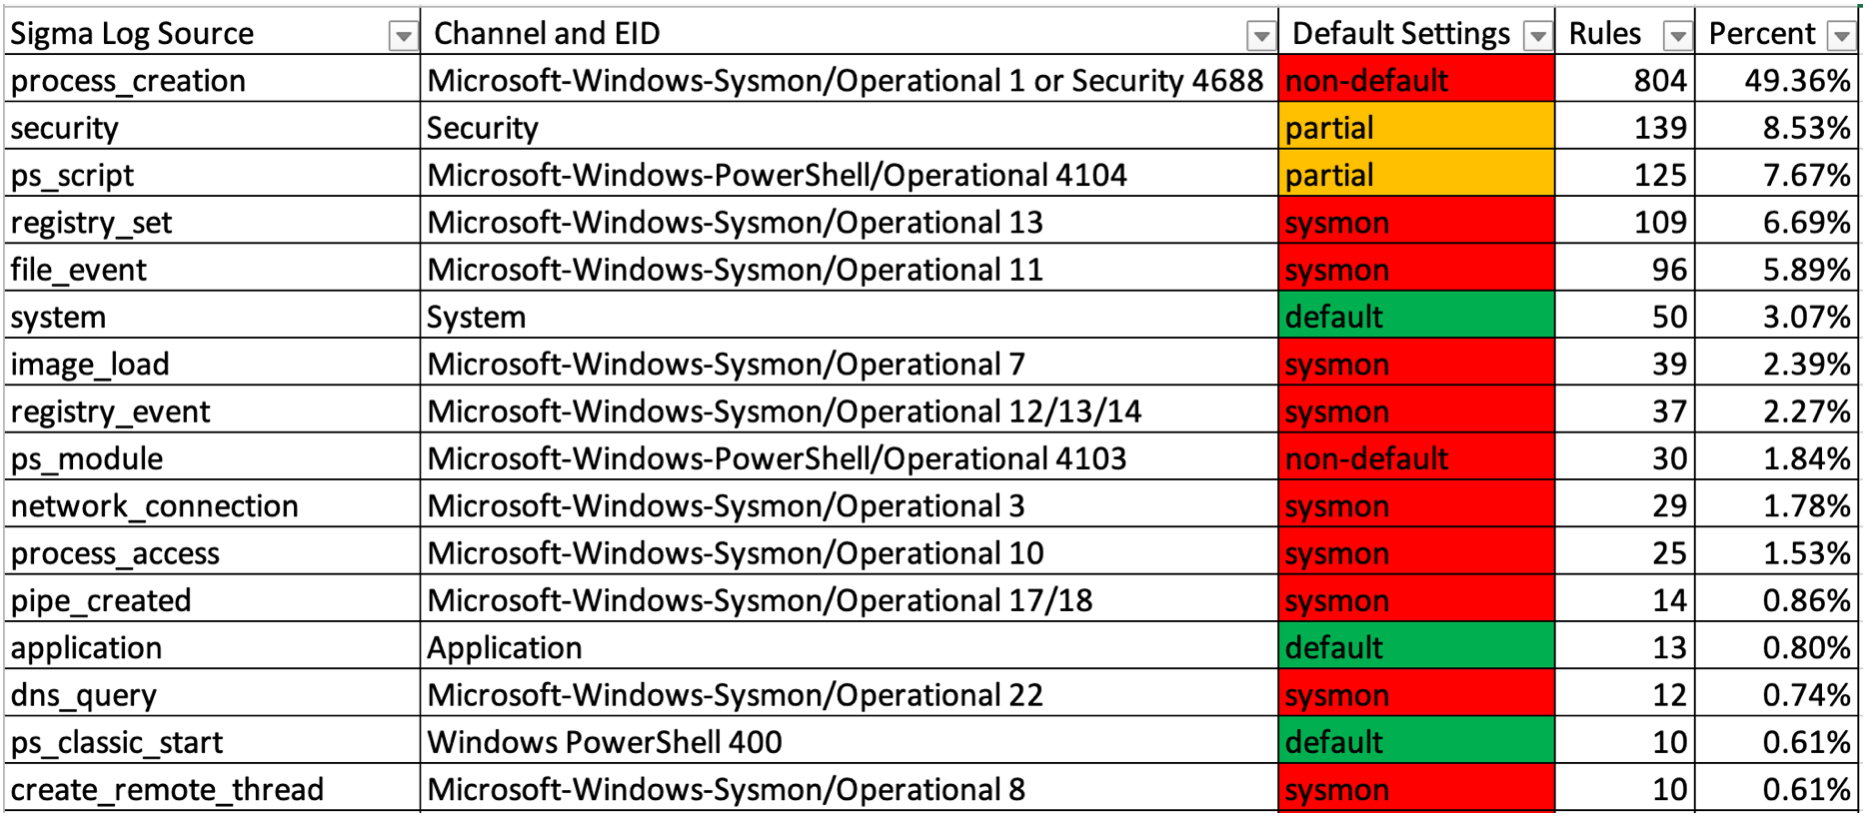 Sigma Log Source Channel and EID Default Settings Rules Percent
process_creation Microsoft-Windows-Sysmon/Operational 1 or Security 4688 non-default 804 49.36%
security Security partial 139 8.53%
ps_script Microsoft-Windows-PowerShell/Operational 4104 partial 125 7.67%
registry_set Microsoft-Windows-Sysmon/Operational 13 sysmon 109 6.69%
file_event Microsoft-Windows-Sysmon/Operational 11 sysmon 96 5.89%
system System default 50 3.07%
image_load Microsoft-Windows-Sysmon/Operational 7 sysmon 39 2.39%
registry_event Microsoft-Windows-Sysmon/Operational 12/13/14 sysmon 37 2.27%
ps_module Microsoft-Windows-PowerShell/Operational 4103 non-default 30 1.84%
network_connection Microsoft-Windows-Sysmon/Operational 3 sysmon 29 1.78%
process_access Microsoft-Windows-Sysmon/Operational 10 sysmon 25 1.53%
pipe_created Microsoft-Windows-Sysmon/Operational 17/18 sysmon 14 0.86%
application Application default 13 0.80%
dns_query Microsoft-Windows-Sysmon/Operational 22 sysmon 12 0.74%
ps_classic_start Windows PowerShell 400 default 10 0.61%
create_remote_thread Microsoft-Windows-Sysmon/Operational 8 sysmon 10 0.61%